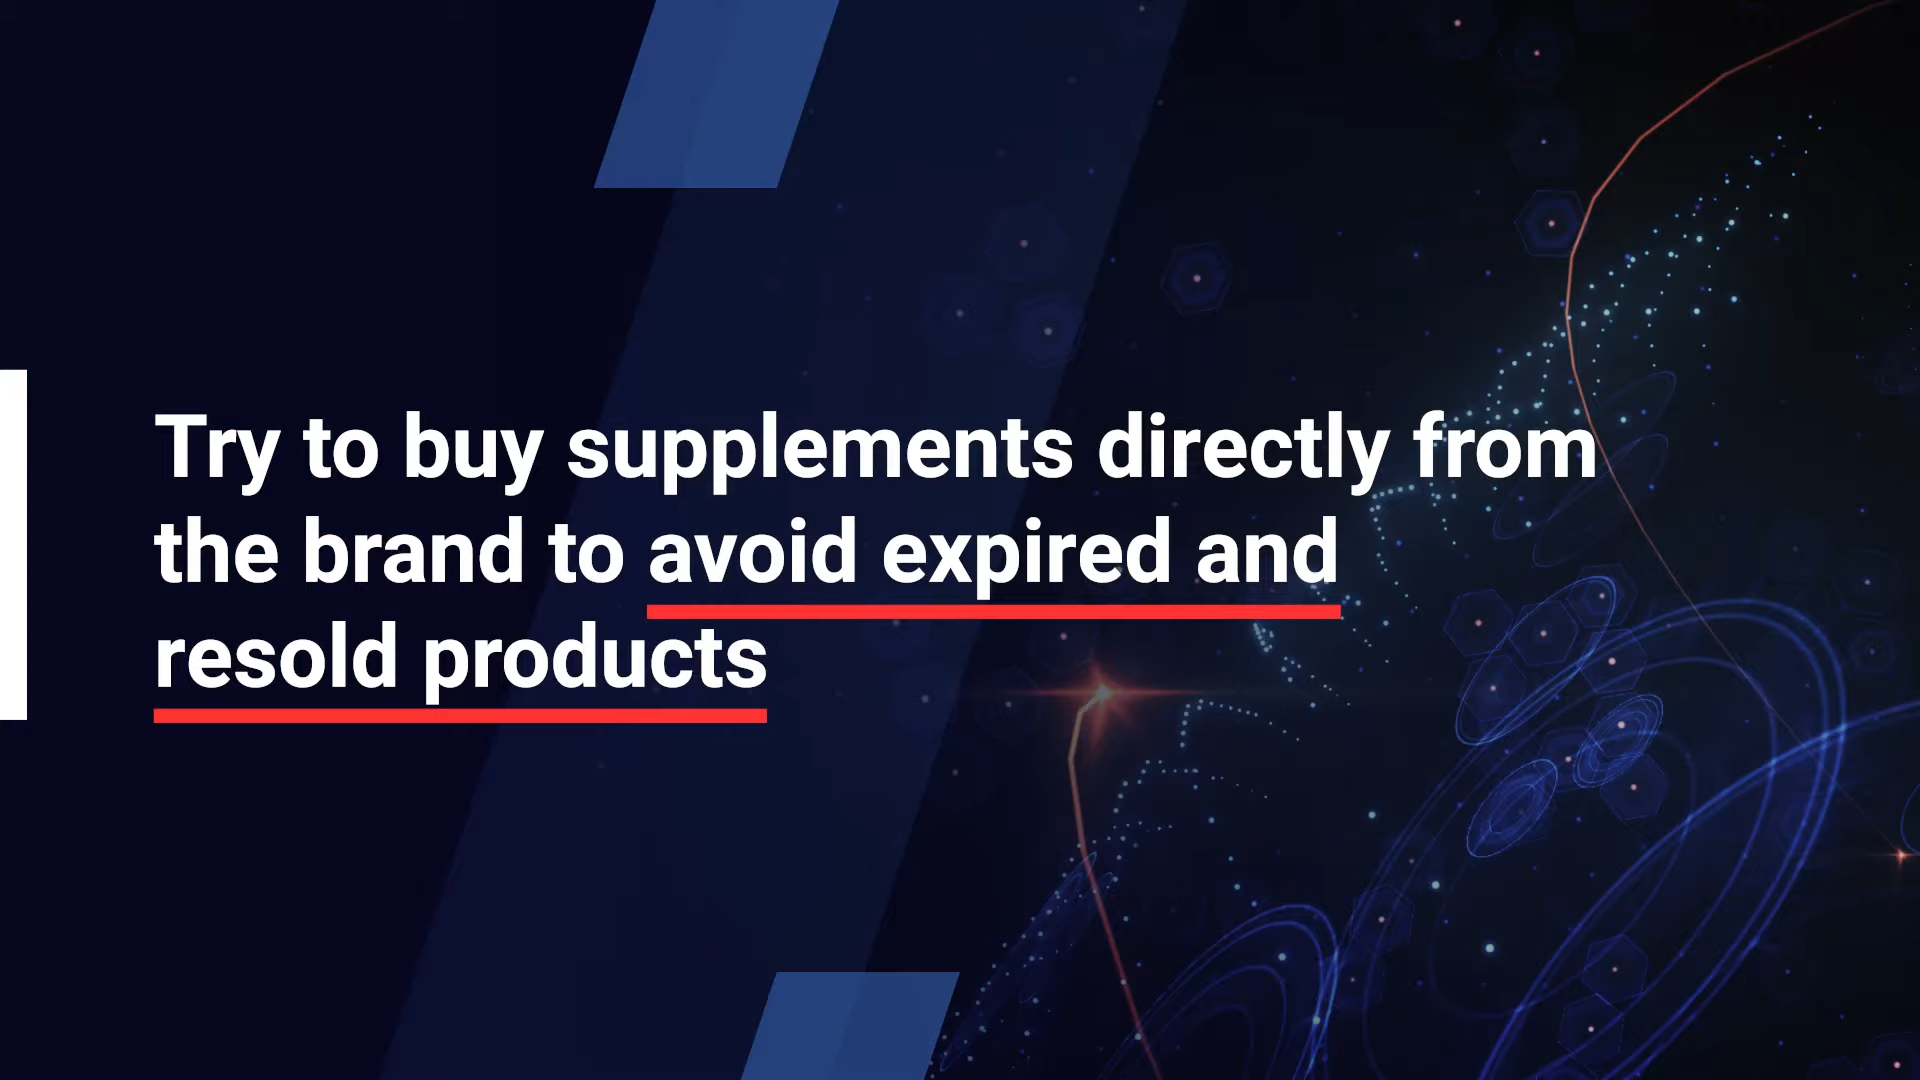 Try to buy supplements directly from
the brand to avoid expired and
resold products